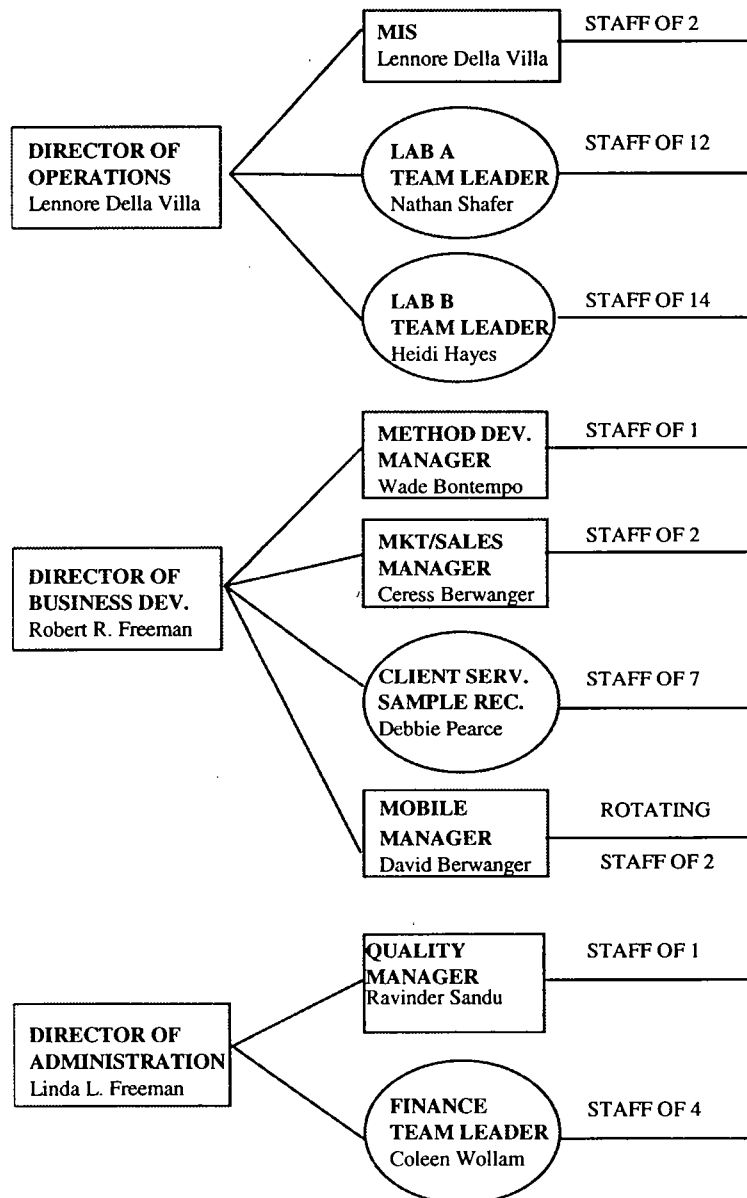 MIS
Lennore Della Villa
STAFF OF 2
DIRECTOR OF
OPERATIONS
Lennore Della Villa
LAB A
TEAM LEADER
Nathan Shafer
STAFF OF 12
LAB B
TEAM LEADER
Heidi Hayes
STAFF OF 14
METHOD DEV.
MANAGER
Wade Bontempo
STAFF OF 1
DIRECTOR OF
BUSINESS DEV.
Robert R. Freeman
MKT/SALES
MANAGER
Ceress Berwanger
STAFF OF 2
CLIENT SERV.
SAMPLE REC.
Debbie Pearce
STAFF OF 7
MOBILE
MANAGER
David Berwanger
ROTATING
STAFF OF 2
QUALITY
MANAGER
Ravinder Sandu
STAFF OF 1
DIRECTOR OF
ADMINISTRATION
Linda L. Freeman
FINANCE
TEAM LEADER
Coleen Wollam
STAFF OF 4